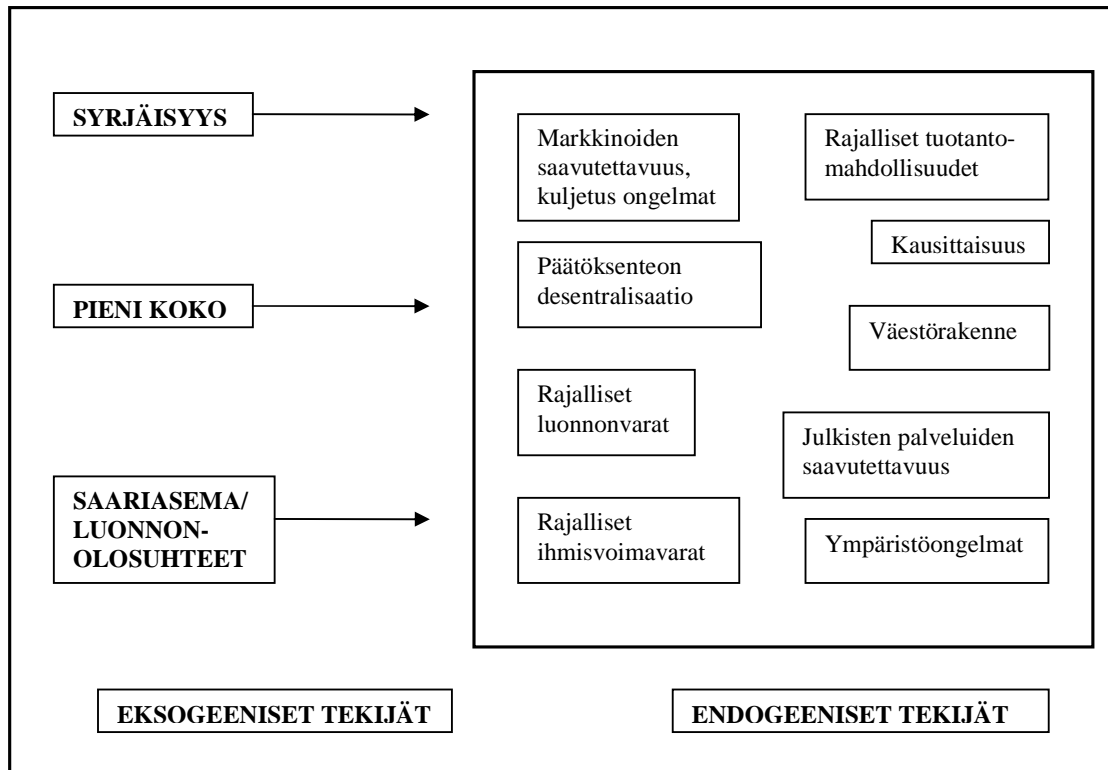 SYRJÄISYYS
PIENI KOKO
SAARIASEMA/
LUONNON-
OLOSUHTEET
Markkinoiden
saavutettavuus,
kuljetus ongelmat
Päätöksenteon
desentralisaatio
Rajalliset
luonnonvarat
Rajalliset
ihmisvoimavarat
Rajalliset tuotanto-
mahdollisuudet
Kausittaisuus
Väestörakenne
Julkisten palveluiden
saavutettavuus
Ympäristöongelmat
EKSOGEENISET TEKIJÄT
ENDOGEENISET TEKIJÄT